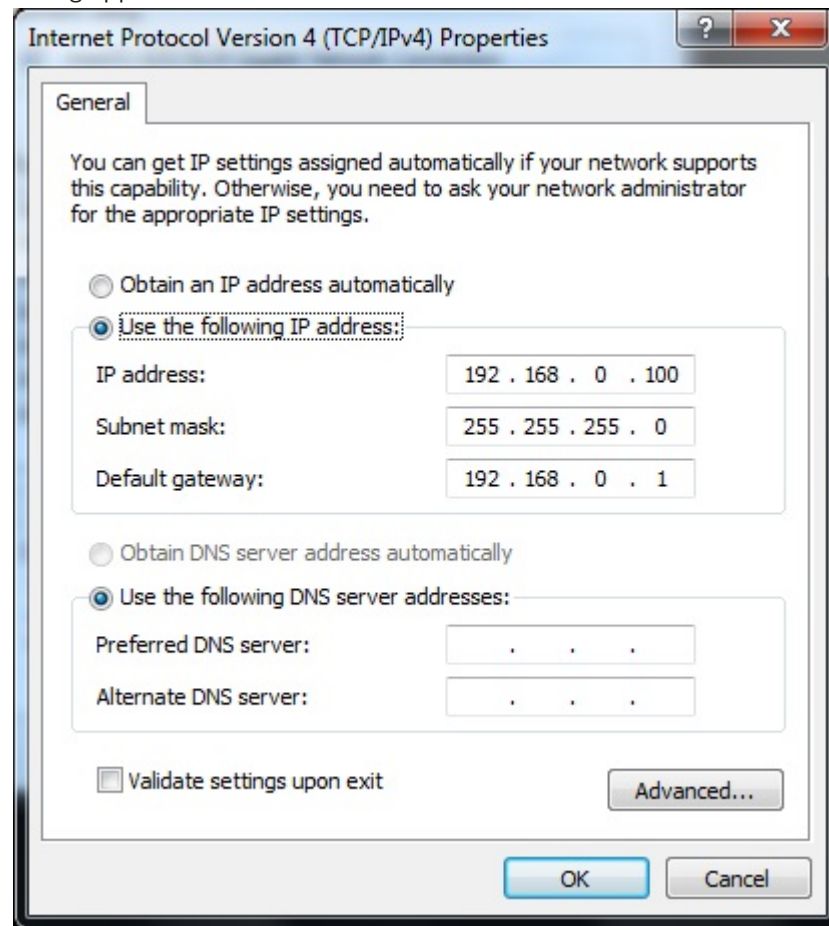 Internet Protocol Version 4 (TCP/IPv4) Properties
?
X
General
You can get IP settings assigned automatically if your network supports
this capability. Otherwise, you need to ask your network administrator
for the appropriate IP settings.
Obtain an IP address automatically
Use the following IP address:
IP address: 192 . 168 . 0 . 100
Subnet mask: 255 . 255 . 255 . 0
Default gateway: 192 . 168 . 0 . 1
Obtain DNS server address automatically
Use the following DNS server addresses:
Preferred DNS server: . . .
Alternate DNS server: . . .
Validate settings upon exit
Advanced...
OK Cancel